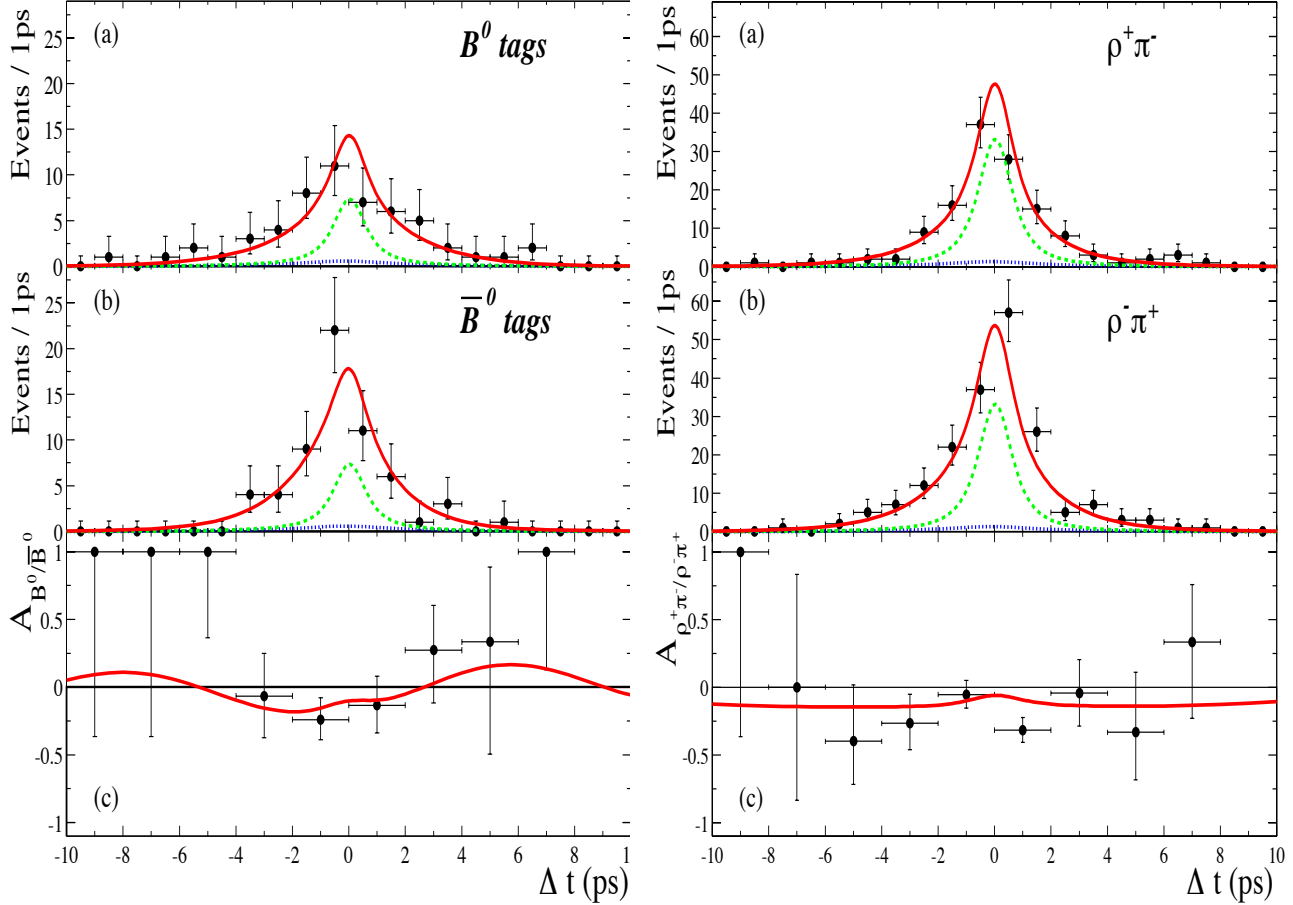 (a)
B⁰ tags
Events / 1ps
25
20
15
10
5
0
(b)
B̅⁰ tags
Events / 1ps
25
20
15
10
5
0
A B⁰/B̅⁰
1
0.5
0
-0.5
-1
(c)
-10 -8 -6 -4 -2 0 2 4 6 8 1
Δ t (ps)
(a)
ρ⁺π⁻
Events / 1ps
60
50
40
30
20
10
0
(b)
ρ⁻π⁺
Events / 1ps
60
50
40
30
20
10
0
A ρ⁺π⁻/ρ⁻π⁺
1
0.5
0
-0.5
-1
(c)
-10 -8 -6 -4 -2 0 2 4 6 8 10
Δ t (ps)